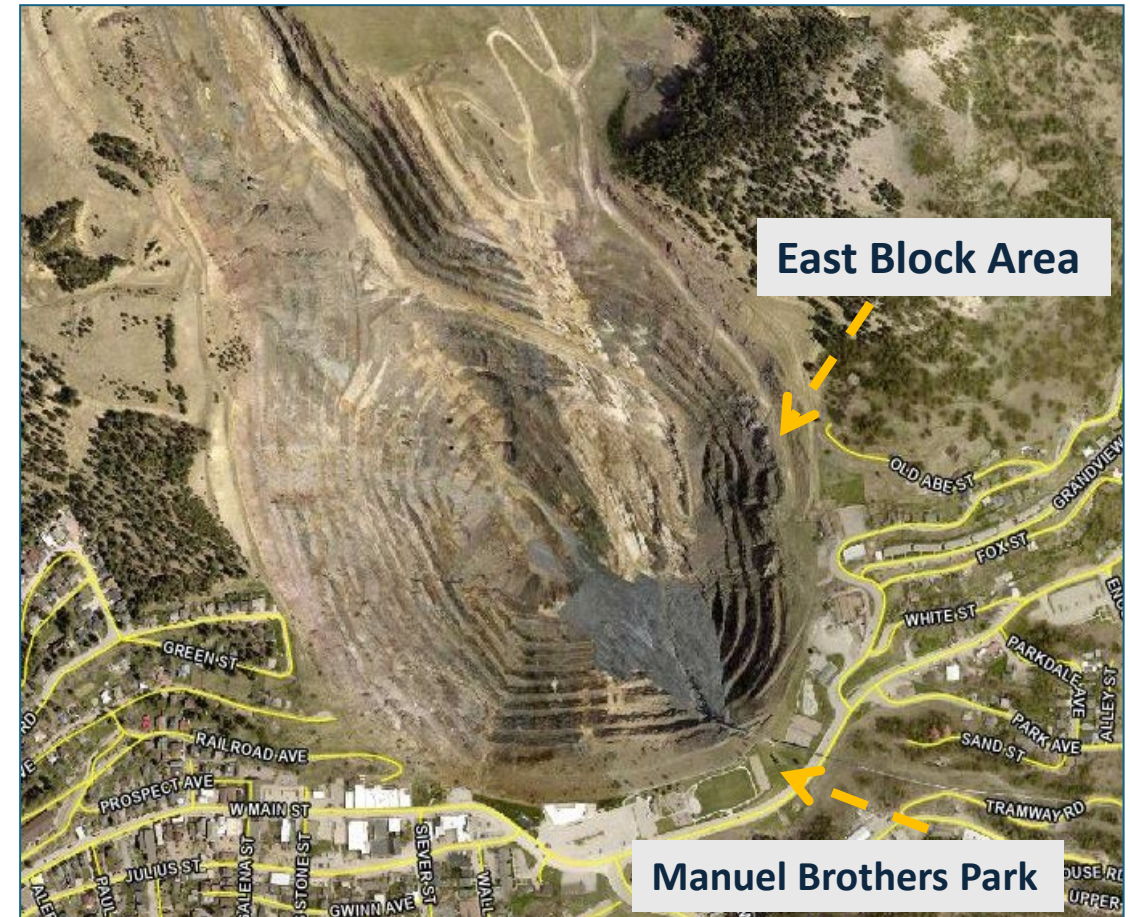 East Block Area
OLD ABE ST
GRANDVIEW
FOX ST
WHITE ST
PARKDALE AVE
ALLEY ST
GREEN ST
PARK AVE
SAND ST
RAILROAD AVE
PROSPECT AVE
W MAIN ST
TRAMWAY RD
JULIUS ST
SIEVER ST
GWINN AVE
Manuel Brothers Park
UPPER